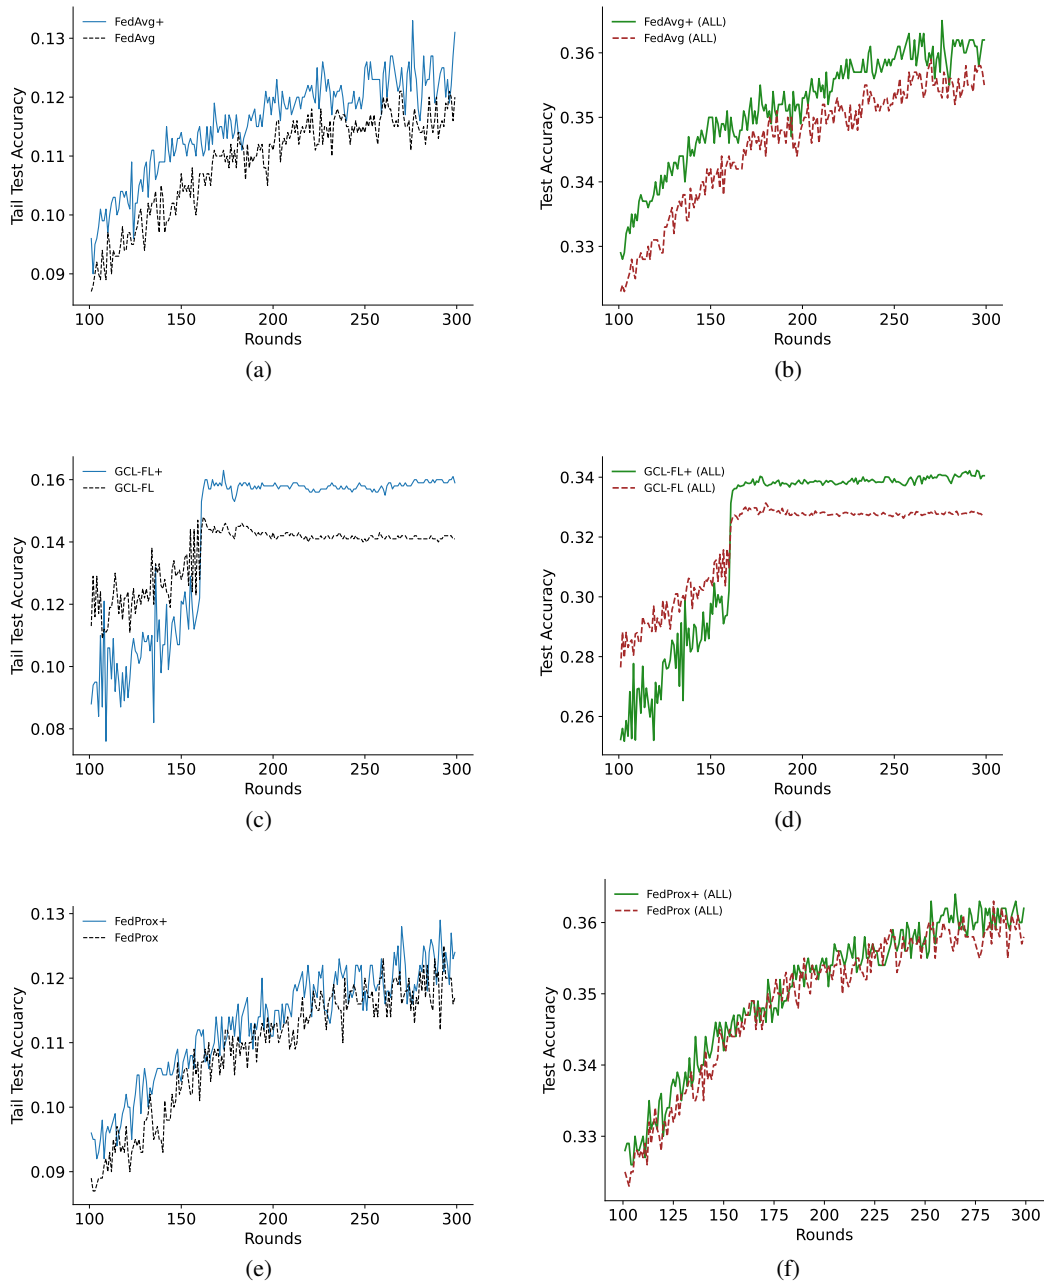 FedAvg+
FedAvg
0.13
0.12
0.11
0.10
0.09
Tail Test Accuracy
100 150 200 250 300
Rounds
(a)
FedAvg+ (ALL)
FedAvg (ALL)
0.36
0.35
0.34
0.33
Test Accuracy
100 150 200 250 300
Rounds
(b)
GCL-FL+
GCL-FL
0.16
0.14
0.12
0.10
0.08
Tail Test Accuracy
100 150 200 250 300
Rounds
(c)
GCL-FL+ (ALL)
GCL-FL (ALL)
0.34
0.32
0.30
0.28
0.26
Test Accuracy
100 150 200 250 300
Rounds
(d)
FedProx+
FedProx
0.13
0.12
0.11
0.10
0.09
Tail Test Accuarcy
100 150 200 250 300
Rounds
(e)
FedProx+ (ALL)
FedProx (ALL)
0.36
0.35
0.34
0.33
Test Accuracy
100 125 150 175 200 225 250 275 300
Rounds
(f)